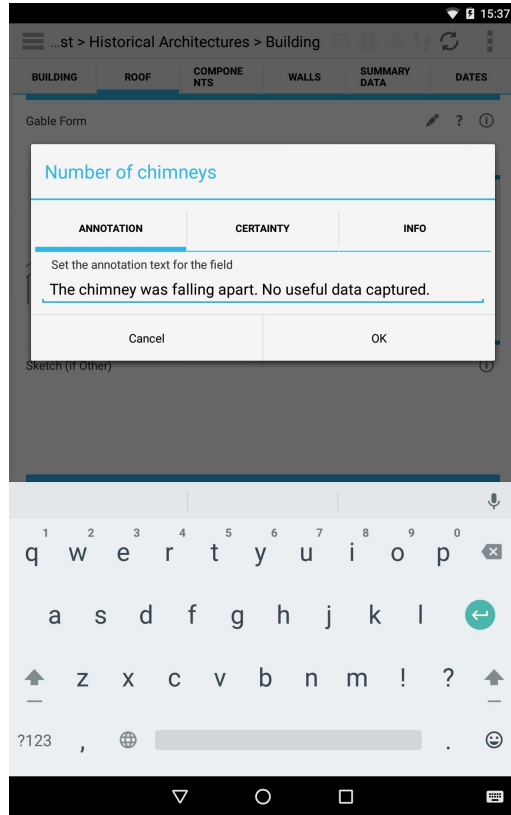 15:37
...st > Historical Architectures > Building
BUILDING ROOF COMPONE
NTS WALLS SUMMARY
DATA DATES
Gable Form ?
Number of chimneys
ANNOTATION CERTAINTY INFO
Set the annotation text for the field
The chimney was falling apart. No useful data captured.
Cancel OK
Sketch (if Other)
1 2 3 4 5 6 7 8 9 0
q w e r t y u i o p
a s d f g h j k l
z x c v b n m ! ?
?123 , .